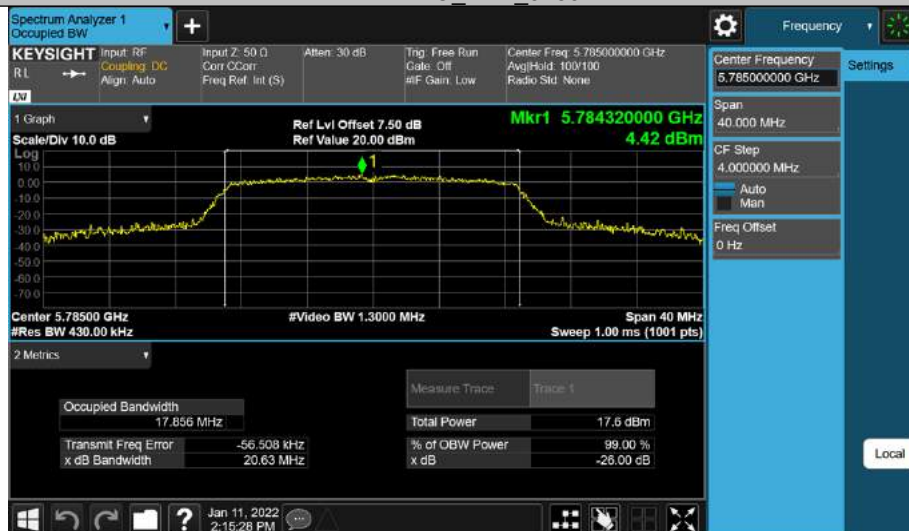 Spectrum Analyzer 1
Occupied BW
Frequency
KEYSIGHT
RL
LXI
Input: RF
Coupling: DC
Align: Auto
Input Z: 50 Ω
Corr CCorr
Freq Ref: Int (S)
Atten: 30 dB
Trig: Free Run
Gate: Off
#IF Gain: Low
Center Freq: 5.785000000 GHz
Avg|Hold: 100/100
Radio Std: None
Center Frequency
5.785000000 GHz
Settings
Span
40.000 MHz
CF Step
4.000000 MHz
Auto
Man
Freq Offset
0 Hz
Local
1 Graph
Scale/Div 10.0 dB
Ref Lvl Offset 7.50 dB
Ref Value 20.00 dBm
Mkr1 5.784320000 GHz
4.42 dBm
Log
10.0
0.00
-10.0
-20.0
-30.0
-40.0
-50.0
-60.0
-70.0
1
Center 5.78500 GHz
#Video BW 1.3000 MHz
Span 40 MHz
#Res BW 430.00 kHz
Sweep 1.00 ms (1001 pts)
2 Metrics
Measure Trace
Trace 1
Occupied Bandwidth
17.856 MHz
Total Power
17.6 dBm
Transmit Freq Error
-56.508 kHz
% of OBW Power
99.00 %
x dB Bandwidth
20.63 MHz
x dB
-26.00 dB
Jan 11, 2022
2:15:28 PM